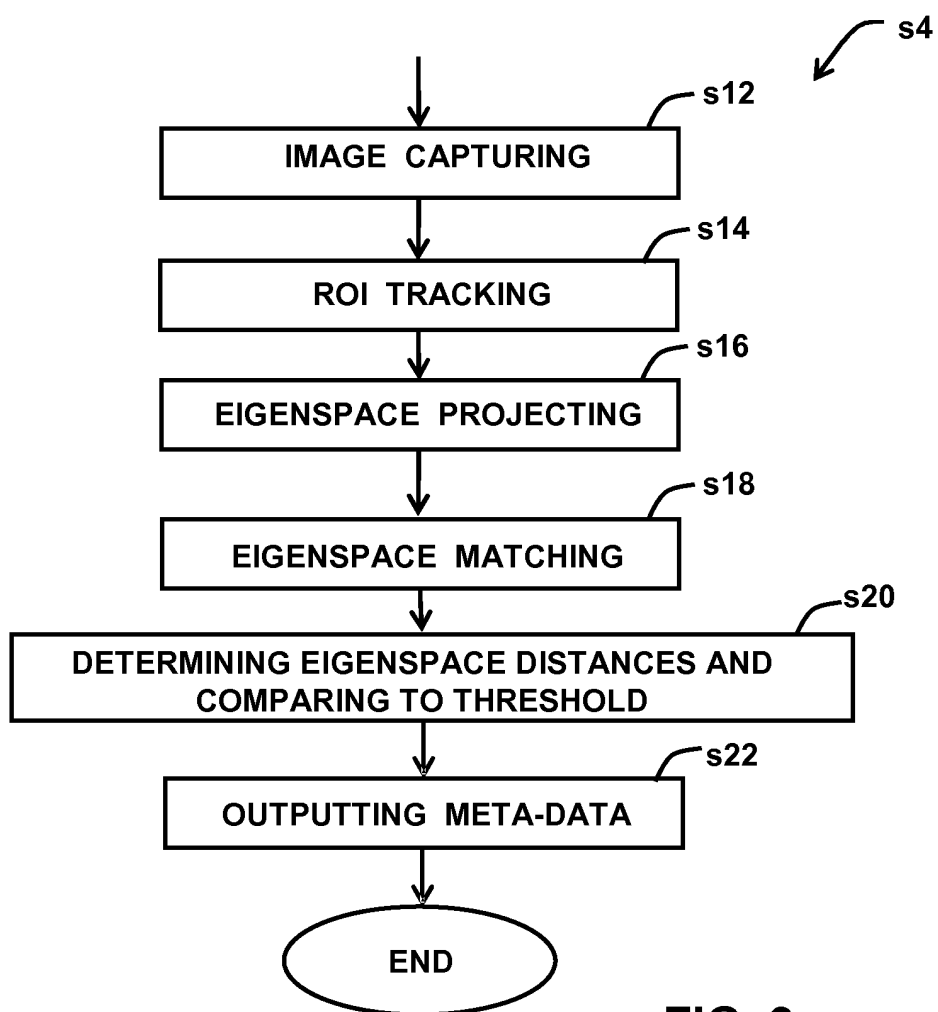 s4
s12
IMAGE CAPTURING
s14
ROI TRACKING
s16
EIGENSPACE PROJECTING
s18
EIGENSPACE MATCHING
s20
DETERMINING EIGENSPACE DISTANCES AND
COMPARING TO THRESHOLD
s22
OUTPUTTING META-DATA
END